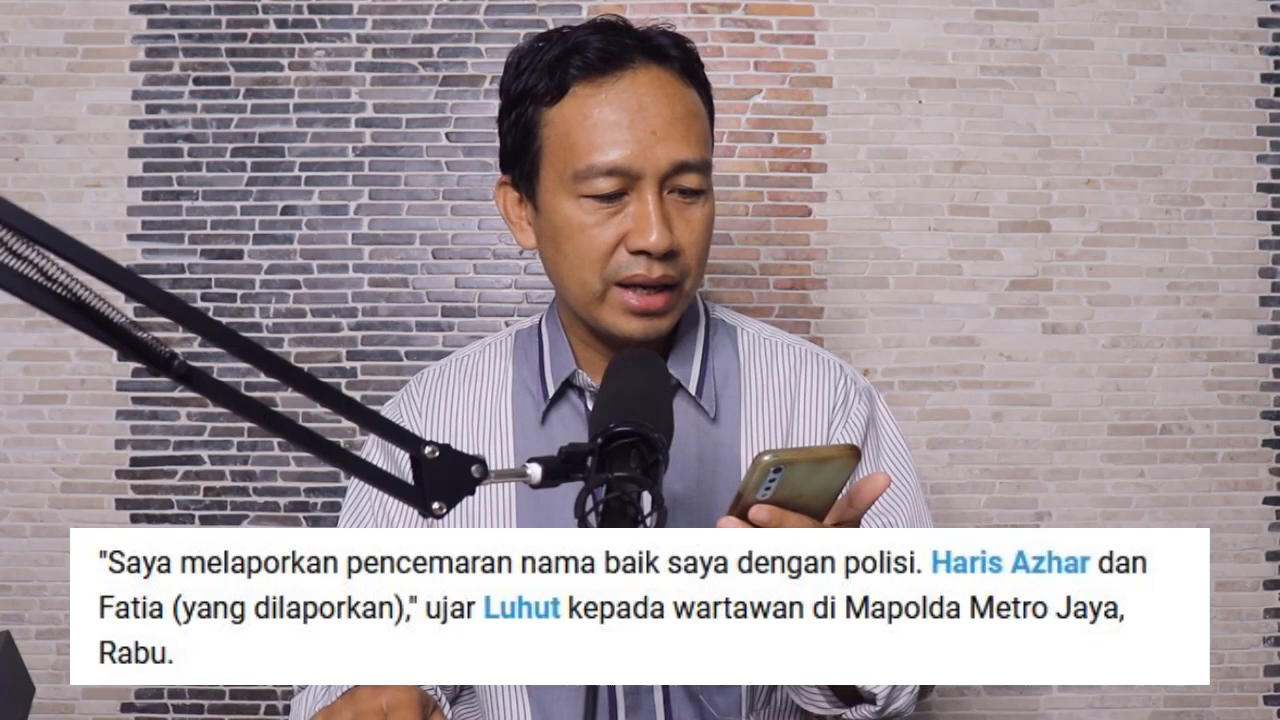 "Saya melaporkan pencemaran nama baik saya dengan polisi. Haris Azhar dan
Fatia (yang dilaporkan)," ujar Luhut kepada wartawan di Mapolda Metro Jaya,
Rabu.